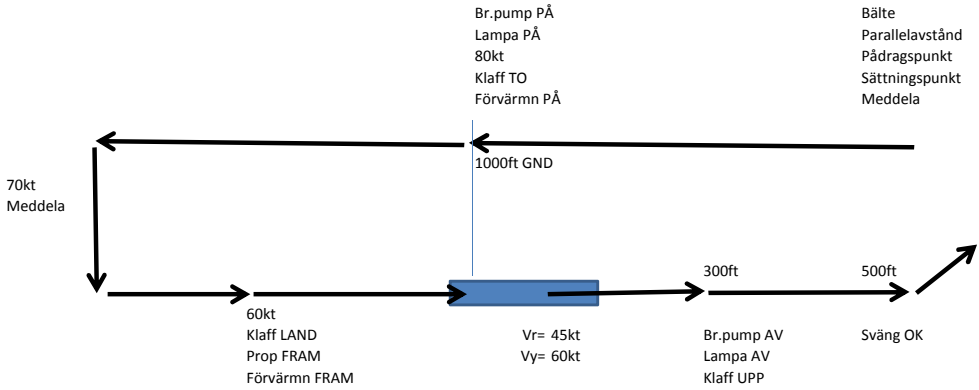 Br.pump PÅ
Lampa PÅ
80kt
Klaff TO
Förvärmn PÅ
Bälte
Parallelavstånd
Pådragspunkt
Sättningspunkt
Meddela
1000ft GND
70kt
Meddela
300ft
500ft
60kt
Klaff LAND
Prop FRAM
Förvärmn FRAM
Vr= 45kt
Vy= 60kt
Br.pump AV
Lampa AV
Klaff UPP
Sväng OK